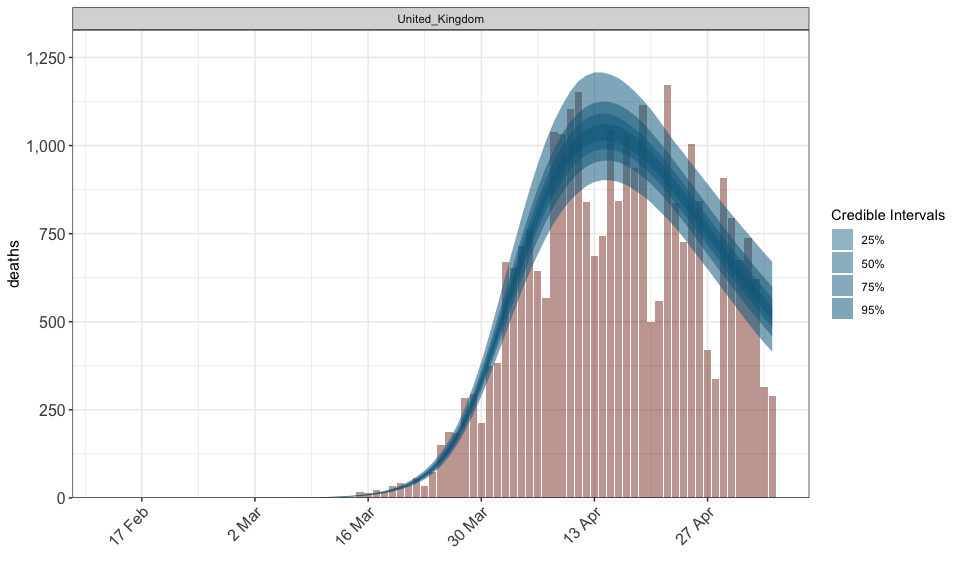 United_Kingdom
1,250
1,000
750
500
250
0
deaths
17 Feb
2 Mar
16 Mar
30 Mar
13 Apr
27 Apr
Credible Intervals
25%
50%
75%
95%